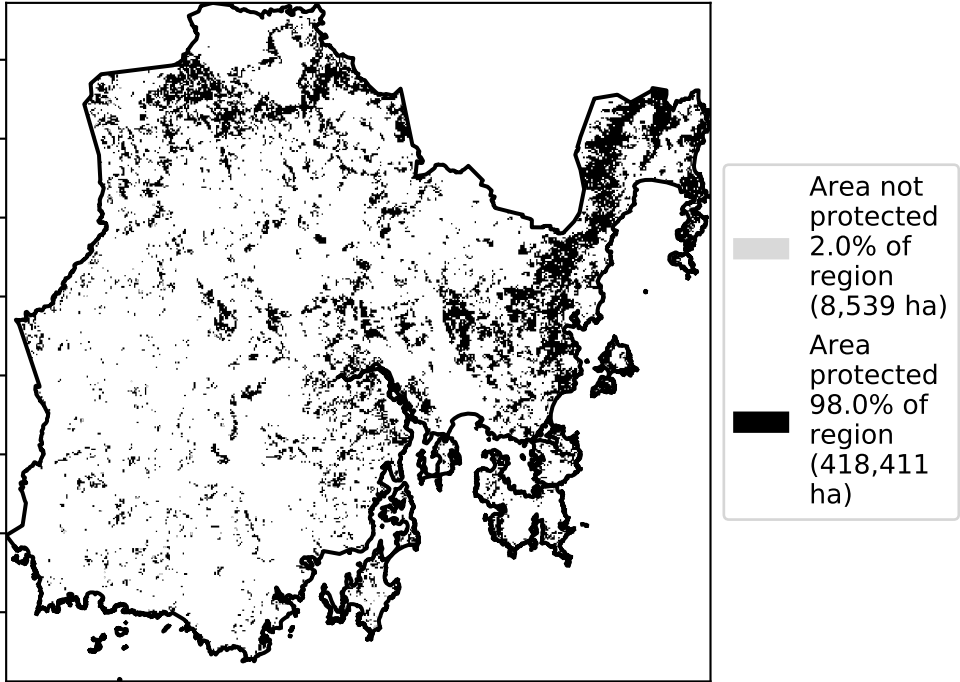 Area not
protected
2.0% of
region
(8,539 ha)
Area
protected
98.0% of
region
(418,411
ha)